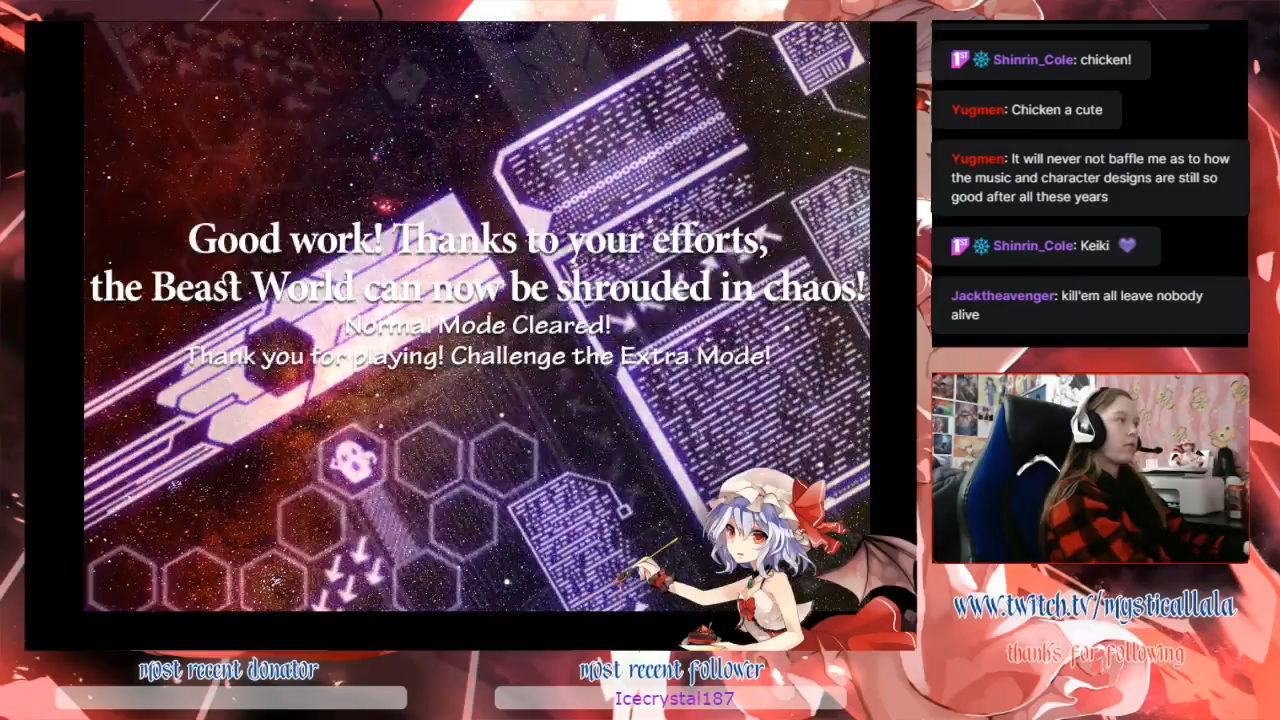 Good work! Thanks to your efforts,
the Beast World can now be shrouded in chaos!
Normal Mode Cleared!
Thank you for playing! Challenge the Extra Mode!
1ST Shinrin_Cole: chicken!
Yugmen: Chicken a cute
Yugmen: It will never not baffle me as to how
the music and character designs are still so
good after all these years
1ST Shinrin_Cole: Keiki 💜
Jacktheavenger: kill'em all leave nobody
alive
www.twitch.tv/mysticallala
thanks for following
most recent donator
most recent follower
Icecrystal187